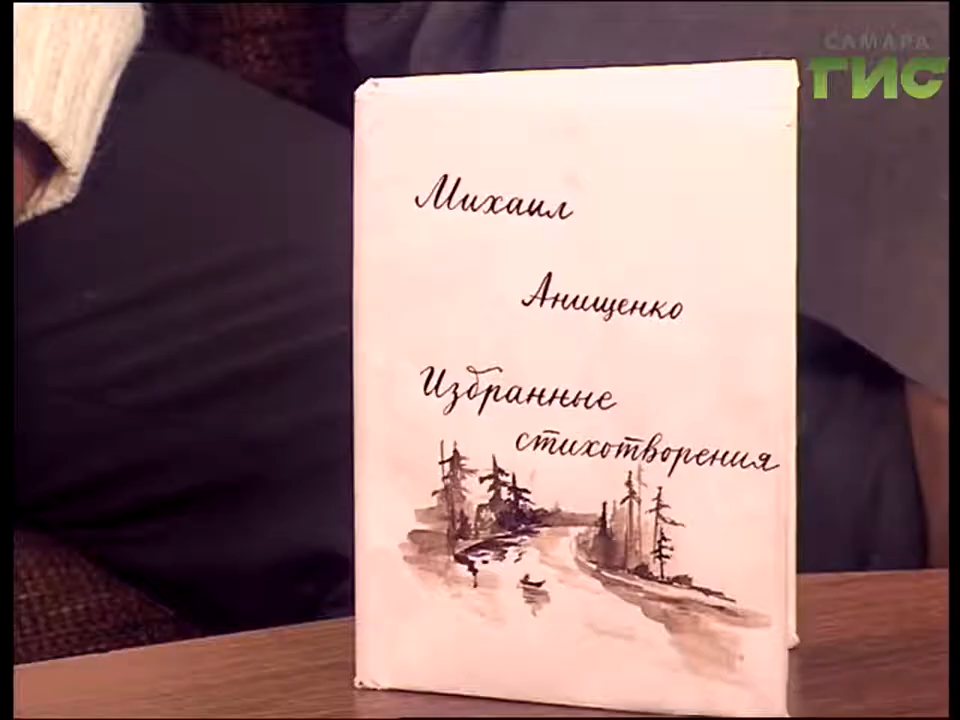 САМАРА
ГИС
Михаил
Анищенко
Избранные
стихотворения